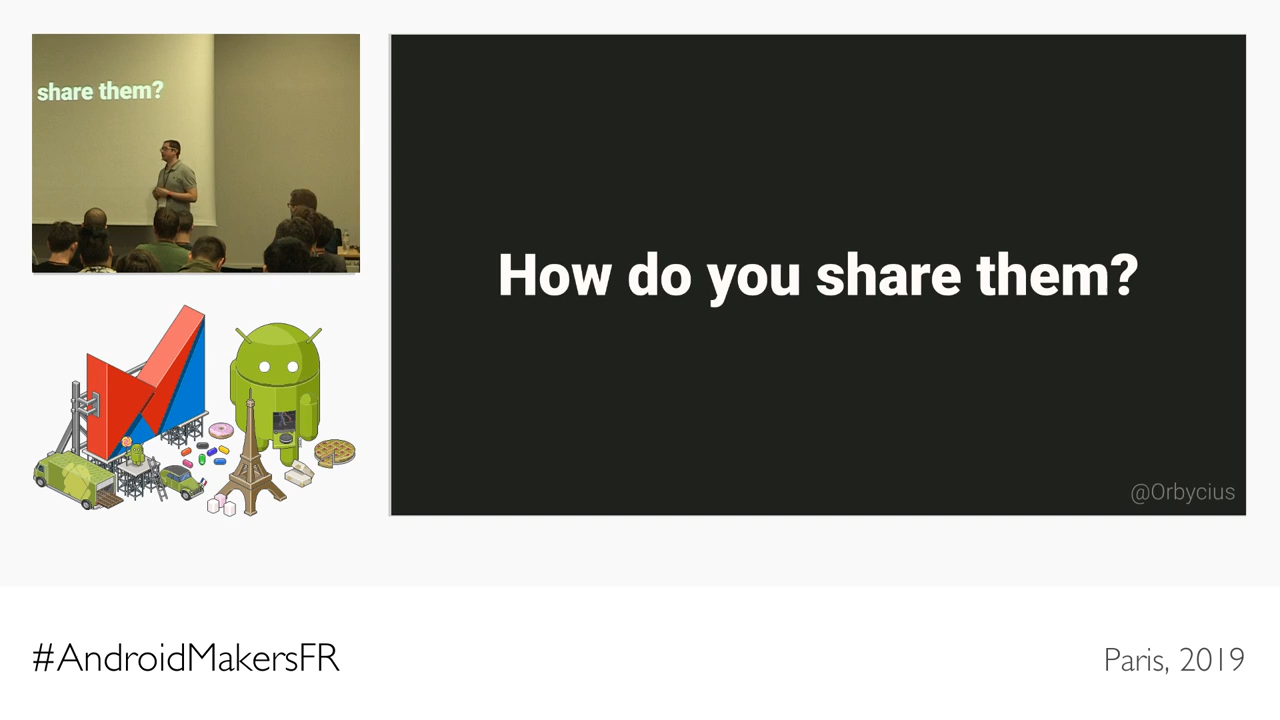 share them?
How do you share them?
@Orbycius
#AndroidMakersFR
Paris, 2019